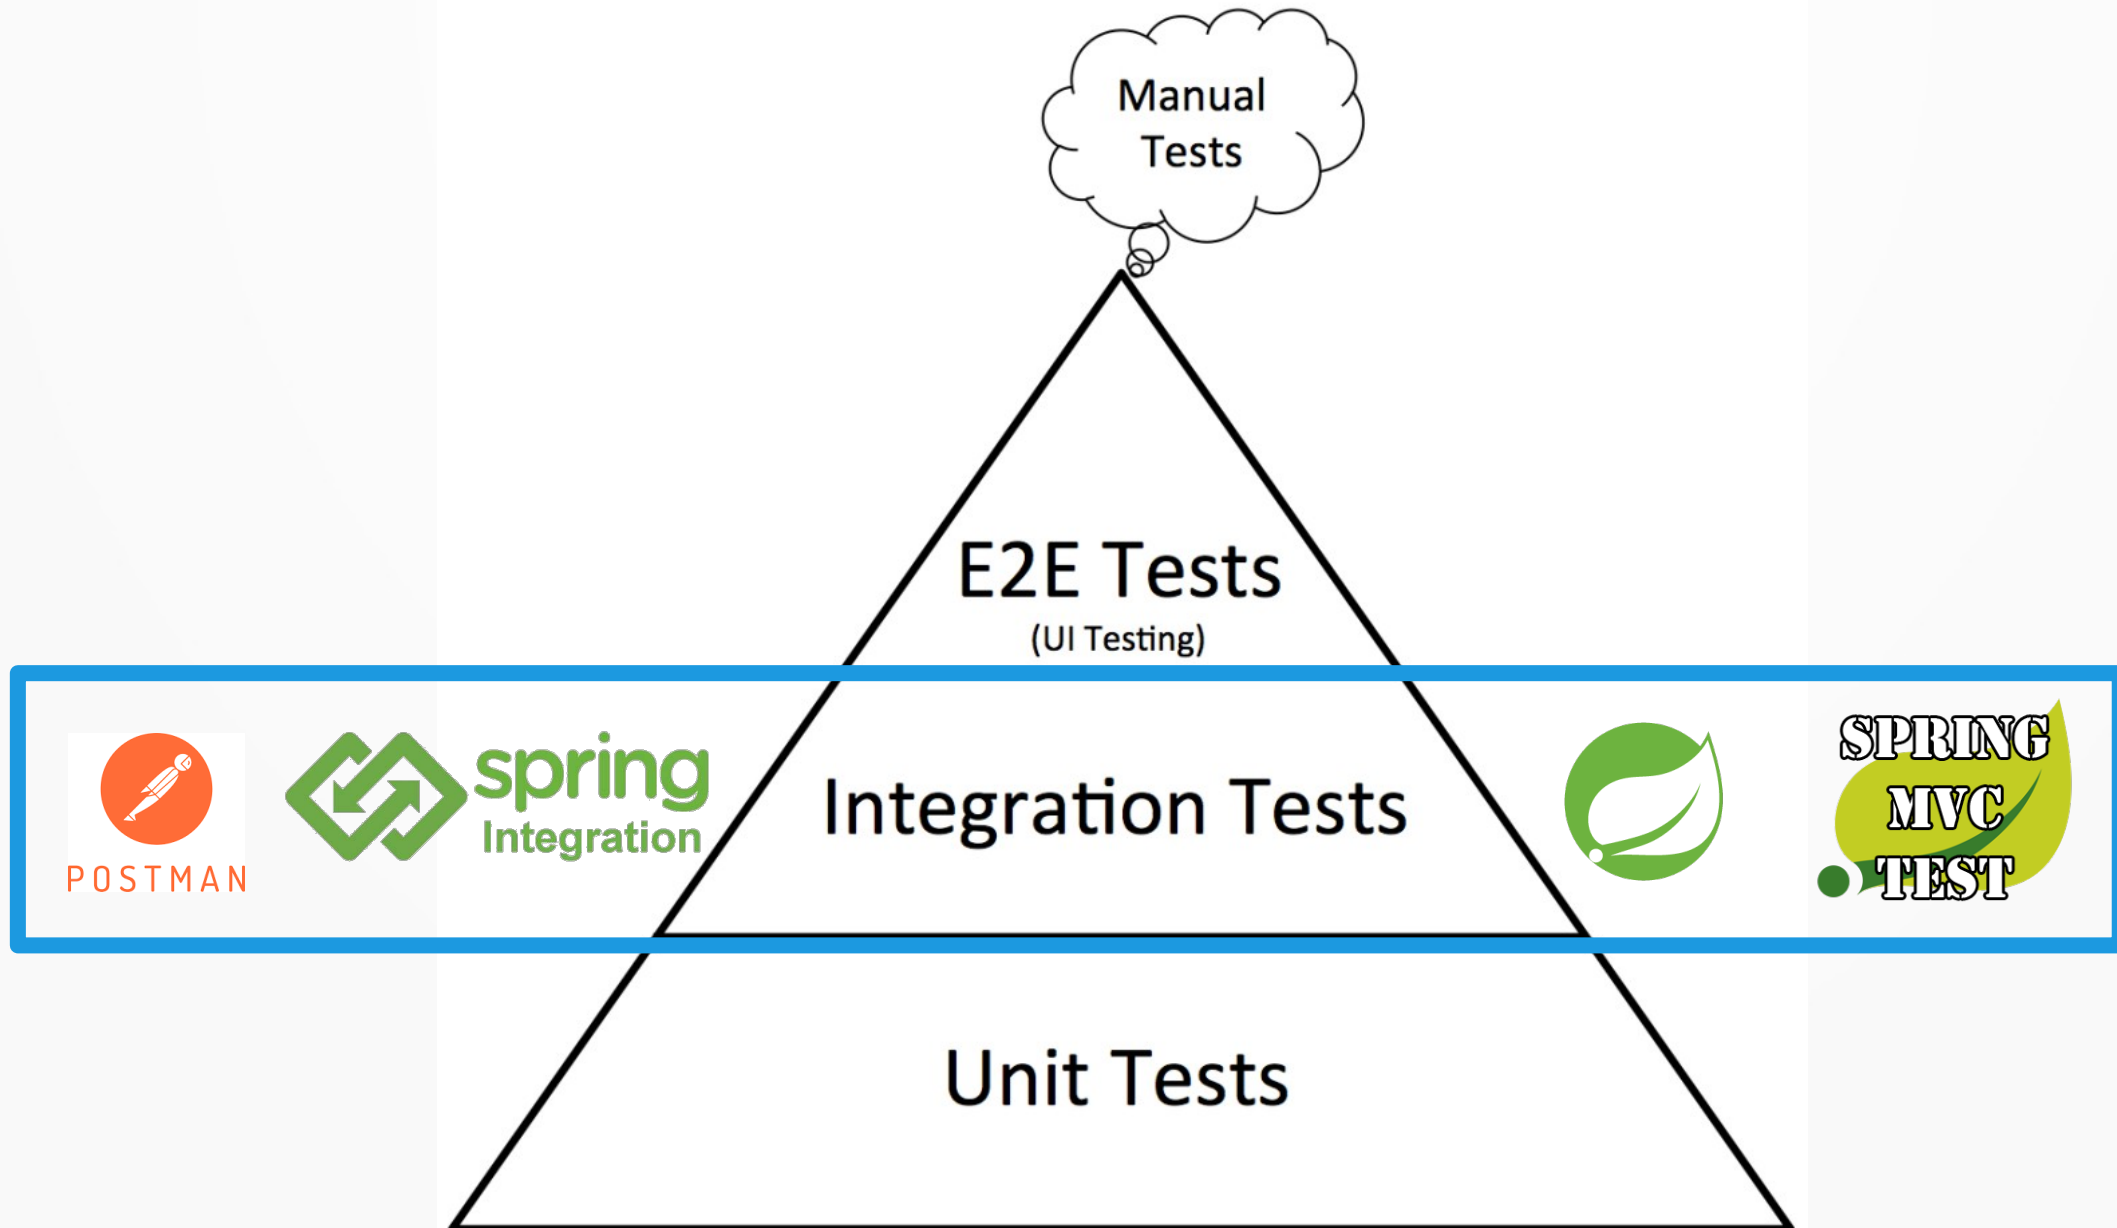 Manual
Tests
E2E Tests
(UI Testing)
POSTMAN
spring
Integration
Integration Tests
SPRING
MVC
TEST
Unit Tests